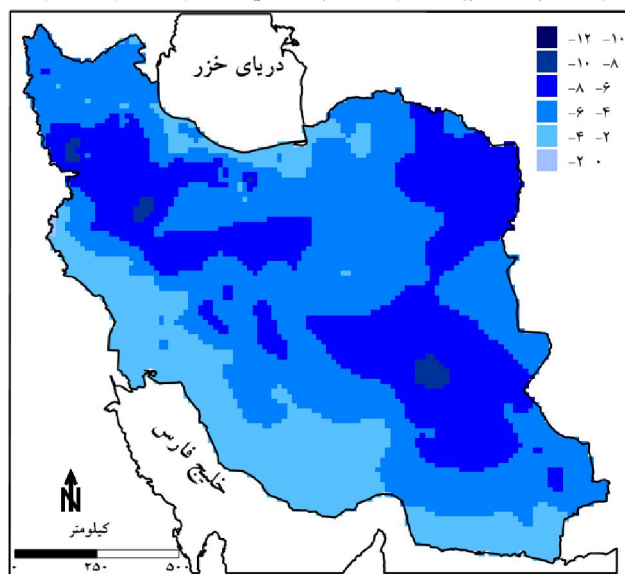 دریای خزر
-۱۲ -۱۰
-۱۰ -۸
-۸ -۶
-۶ -۴
-۴ -۲
-۲ ۰
خلیج فارس
N
کیلومتر
۰ ۲۵۰ ۵۰۰